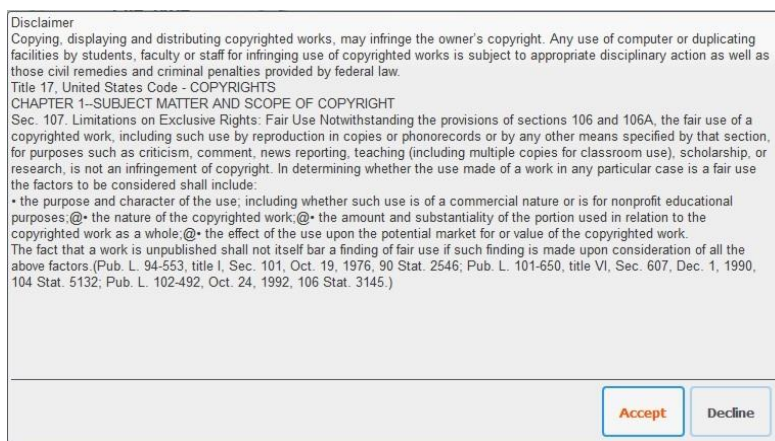 Disclaimer
Copying, displaying and distributing copyrighted works, may infringe the owner's copyright. Any use of computer or duplicating
facilities by students, faculty or staff for infringing use of copyrighted works is subject to appropriate disciplinary action as well as
those civil remedies and criminal penalties provided by federal law.
Title 17, United States Code - COPYRIGHTS
CHAPTER 1--SUBJECT MATTER AND SCOPE OF COPYRIGHT
Sec. 107. Limitations on Exclusive Rights: Fair Use Notwithstanding the provisions of sections 106 and 106A, the fair use of a
copyrighted work, including such use by reproduction in copies or phonorecords or by any other means specified by that section,
for purposes such as criticism, comment, news reporting, teaching (including multiple copies for classroom use), scholarship, or
research, is not an infringement of copyright. In determining whether the use made of a work in any particular case is a fair use
the factors to be considered shall include:
• the purpose and character of the use; including whether such use is of a commercial nature or is for nonprofit educational
purposes;@• the nature of the copyrighted work;@• the amount and substantiality of the portion used in relation to the
copyrighted work as a whole;@• the effect of the use upon the potential market for or value of the copyrighted work.
The fact that a work is unpublished shall not itself bar a finding of fair use if such finding is made upon consideration of all the
above factors.(Pub. L. 94-553, title I, Sec. 101, Oct. 19, 1976, 90 Stat. 2546; Pub. L. 101-650, title VI, Sec. 607, Dec. 1, 1990,
104 Stat. 5132; Pub. L. 102-492, Oct. 24, 1992, 106 Stat. 3145.)
Accept Decline